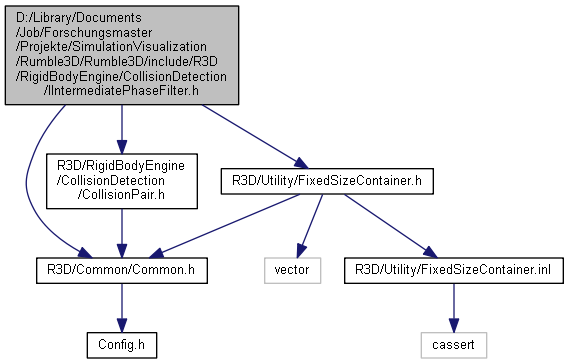 D:/Library/Documents
/Job/Forschungsmaster
/Projekte/SimulationVisualization
/Rumble3D/Rumble3D/include/R3D
/RigidBodyEngine/CollisionDetection
/IIntermediatePhaseFilter.h
R3D/RigidBodyEngine
/CollisionDetection
/CollisionPair.h
R3D/Utility/FixedSizeContainer.h
R3D/Common/Common.h
vector
R3D/Utility/FixedSizeContainer.inl
Config.h
cassert